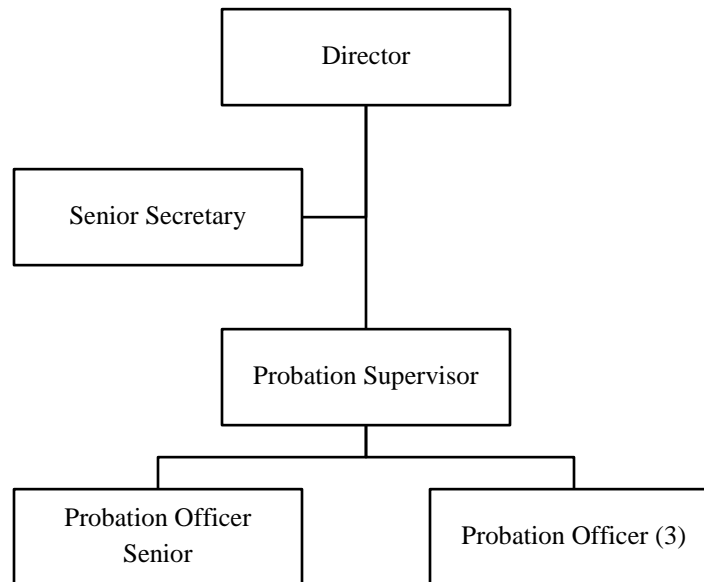 Director
Senior Secretary
Probation Supervisor
Probation Officer
Senior
Probation Officer (3)